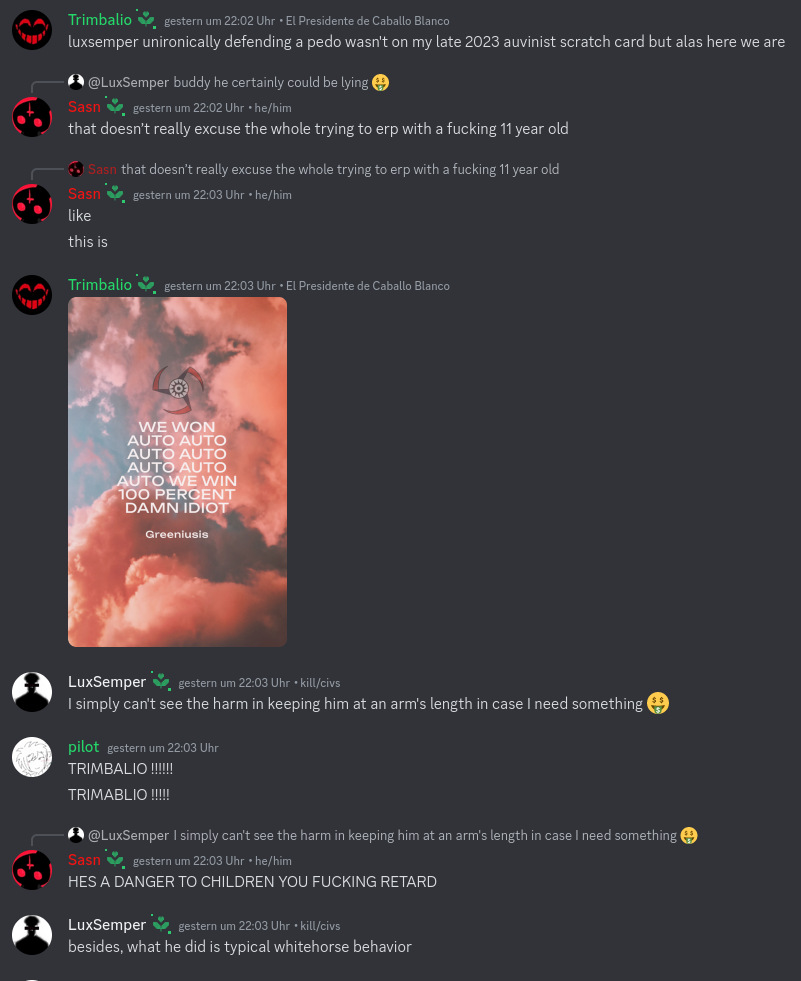 Trimbalio gestern um 22:02 Uhr • El Presidente de Caballo Blanco
luxsemper unironically defending a pedo wasn't on my late 2023 auvinist scratch card but alas here we are
@LuxSemper buddy he certainly could be lying 🤑
Sasn gestern um 22:02 Uhr • he/him
that doesn't really excuse the whole trying to erp with a fucking 11 year old
Sasn that doesn't really excuse the whole trying to erp with a fucking 11 year old
Sasn gestern um 22:03 Uhr • he/him
like
this is
Trimbalio gestern um 22:03 Uhr • El Presidente de Caballo Blanco
WE WON
AUTO AUTO
AUTO AUTO
AUTO AUTO
AUTO WE WIN
100 PERCENT
DAMN IDIOT
Greeniusis
LuxSemper gestern um 22:03 Uhr • kill/civs
I simply can't see the harm in keeping him at an arm's length in case I need something 🤑
pilot gestern um 22:03 Uhr
TRIMBALIO !!!!!!
TRIMABLIO !!!!!
@LuxSemper I simply can't see the harm in keeping him at an arm's length in case I need something 🤑
Sasn gestern um 22:03 Uhr • he/him
HES A DANGER TO CHILDREN YOU FUCKING RETARD
LuxSemper gestern um 22:03 Uhr • kill/civs
besides, what he did is typical whitehorse behavior